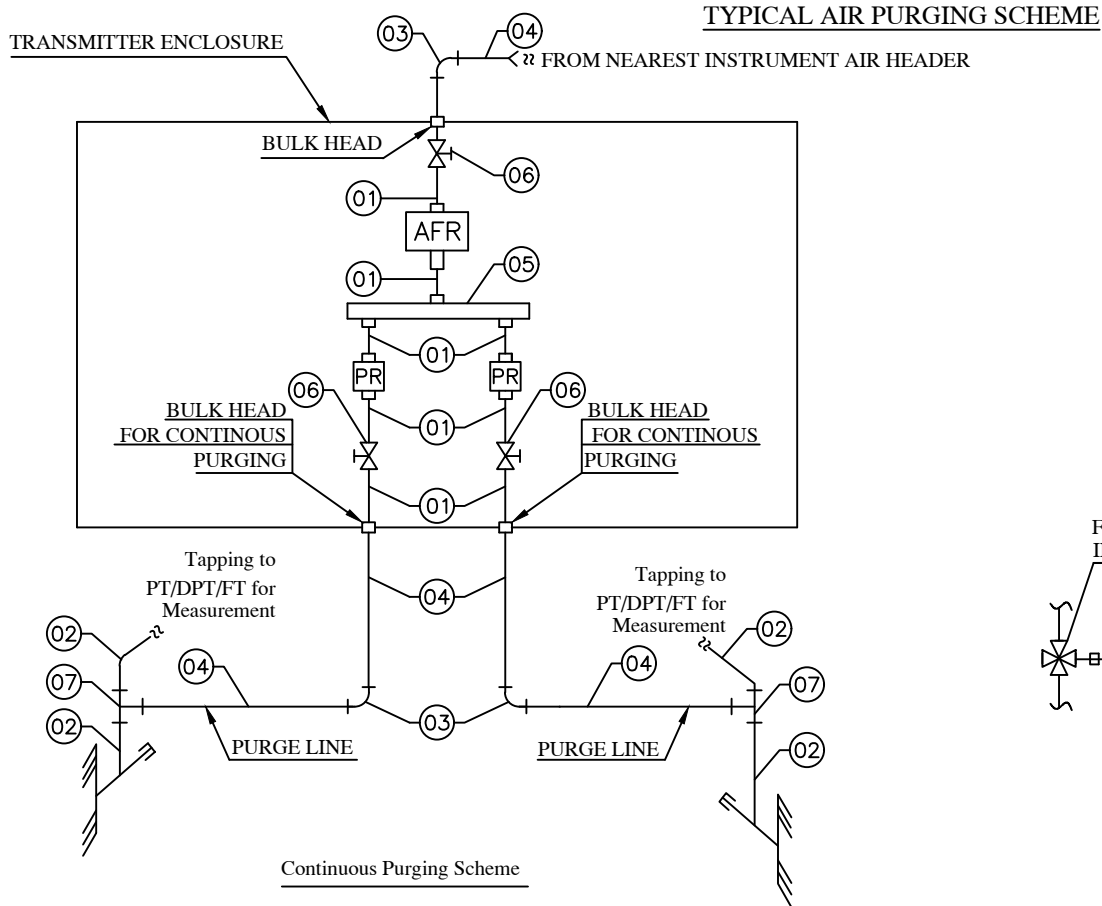 TYPICAL AIR PURGING SCHEME
TRANSMITTER ENCLOSURE
03
04
FROM NEAREST INSTRUMENT AIR HEADER
BULK HEAD
06
01
AFR
01
05
01
PR
PR
06
06
BULK HEAD
FOR CONTINOUS
PURGING
01
BULK HEAD
FOR CONTINOUS
PURGING
01
Tapping to
PT/DPT/FT for
Measurement
04
Tapping to
PT/DPT/FT for
Measurement
02
02
04
04
07
02
03
PURGE LINE
PURGE LINE
02
Continuous Purging Scheme